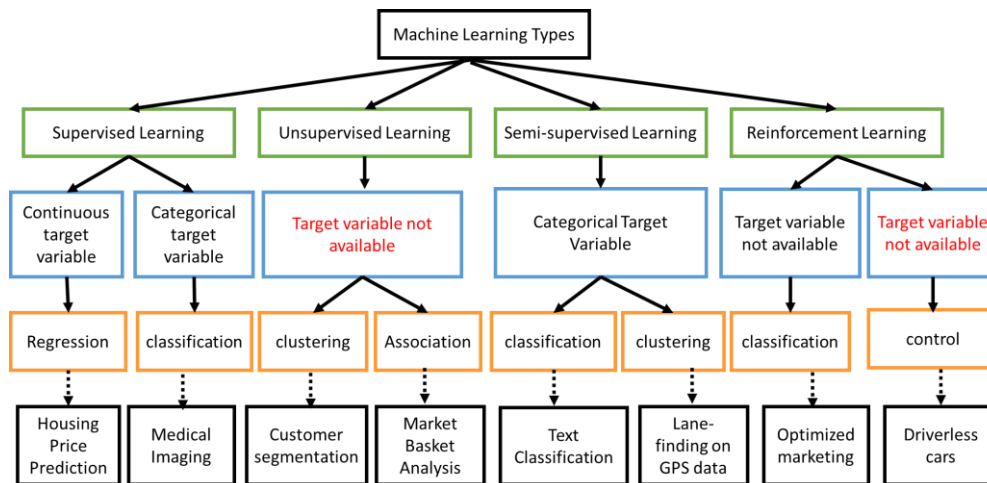 Machine Learning Types
Supervised Learning
Unsupervised Learning
Semi-supervised Learning
Reinforcement Learning
Continuous
target
variable
Categorical
target
variable
Target variable not
available
Categorical Target
Variable
Target variable
not available
Target variable
not available
Regression
classification
clustering
Association
classification
clustering
classification
control
Housing
Price
Prediction
Medical
Imaging
Customer
segmentation
Market
Basket
Analysis
Text
Classification
Lane-
finding on
GPS data
Optimized
marketing
Driverless
cars